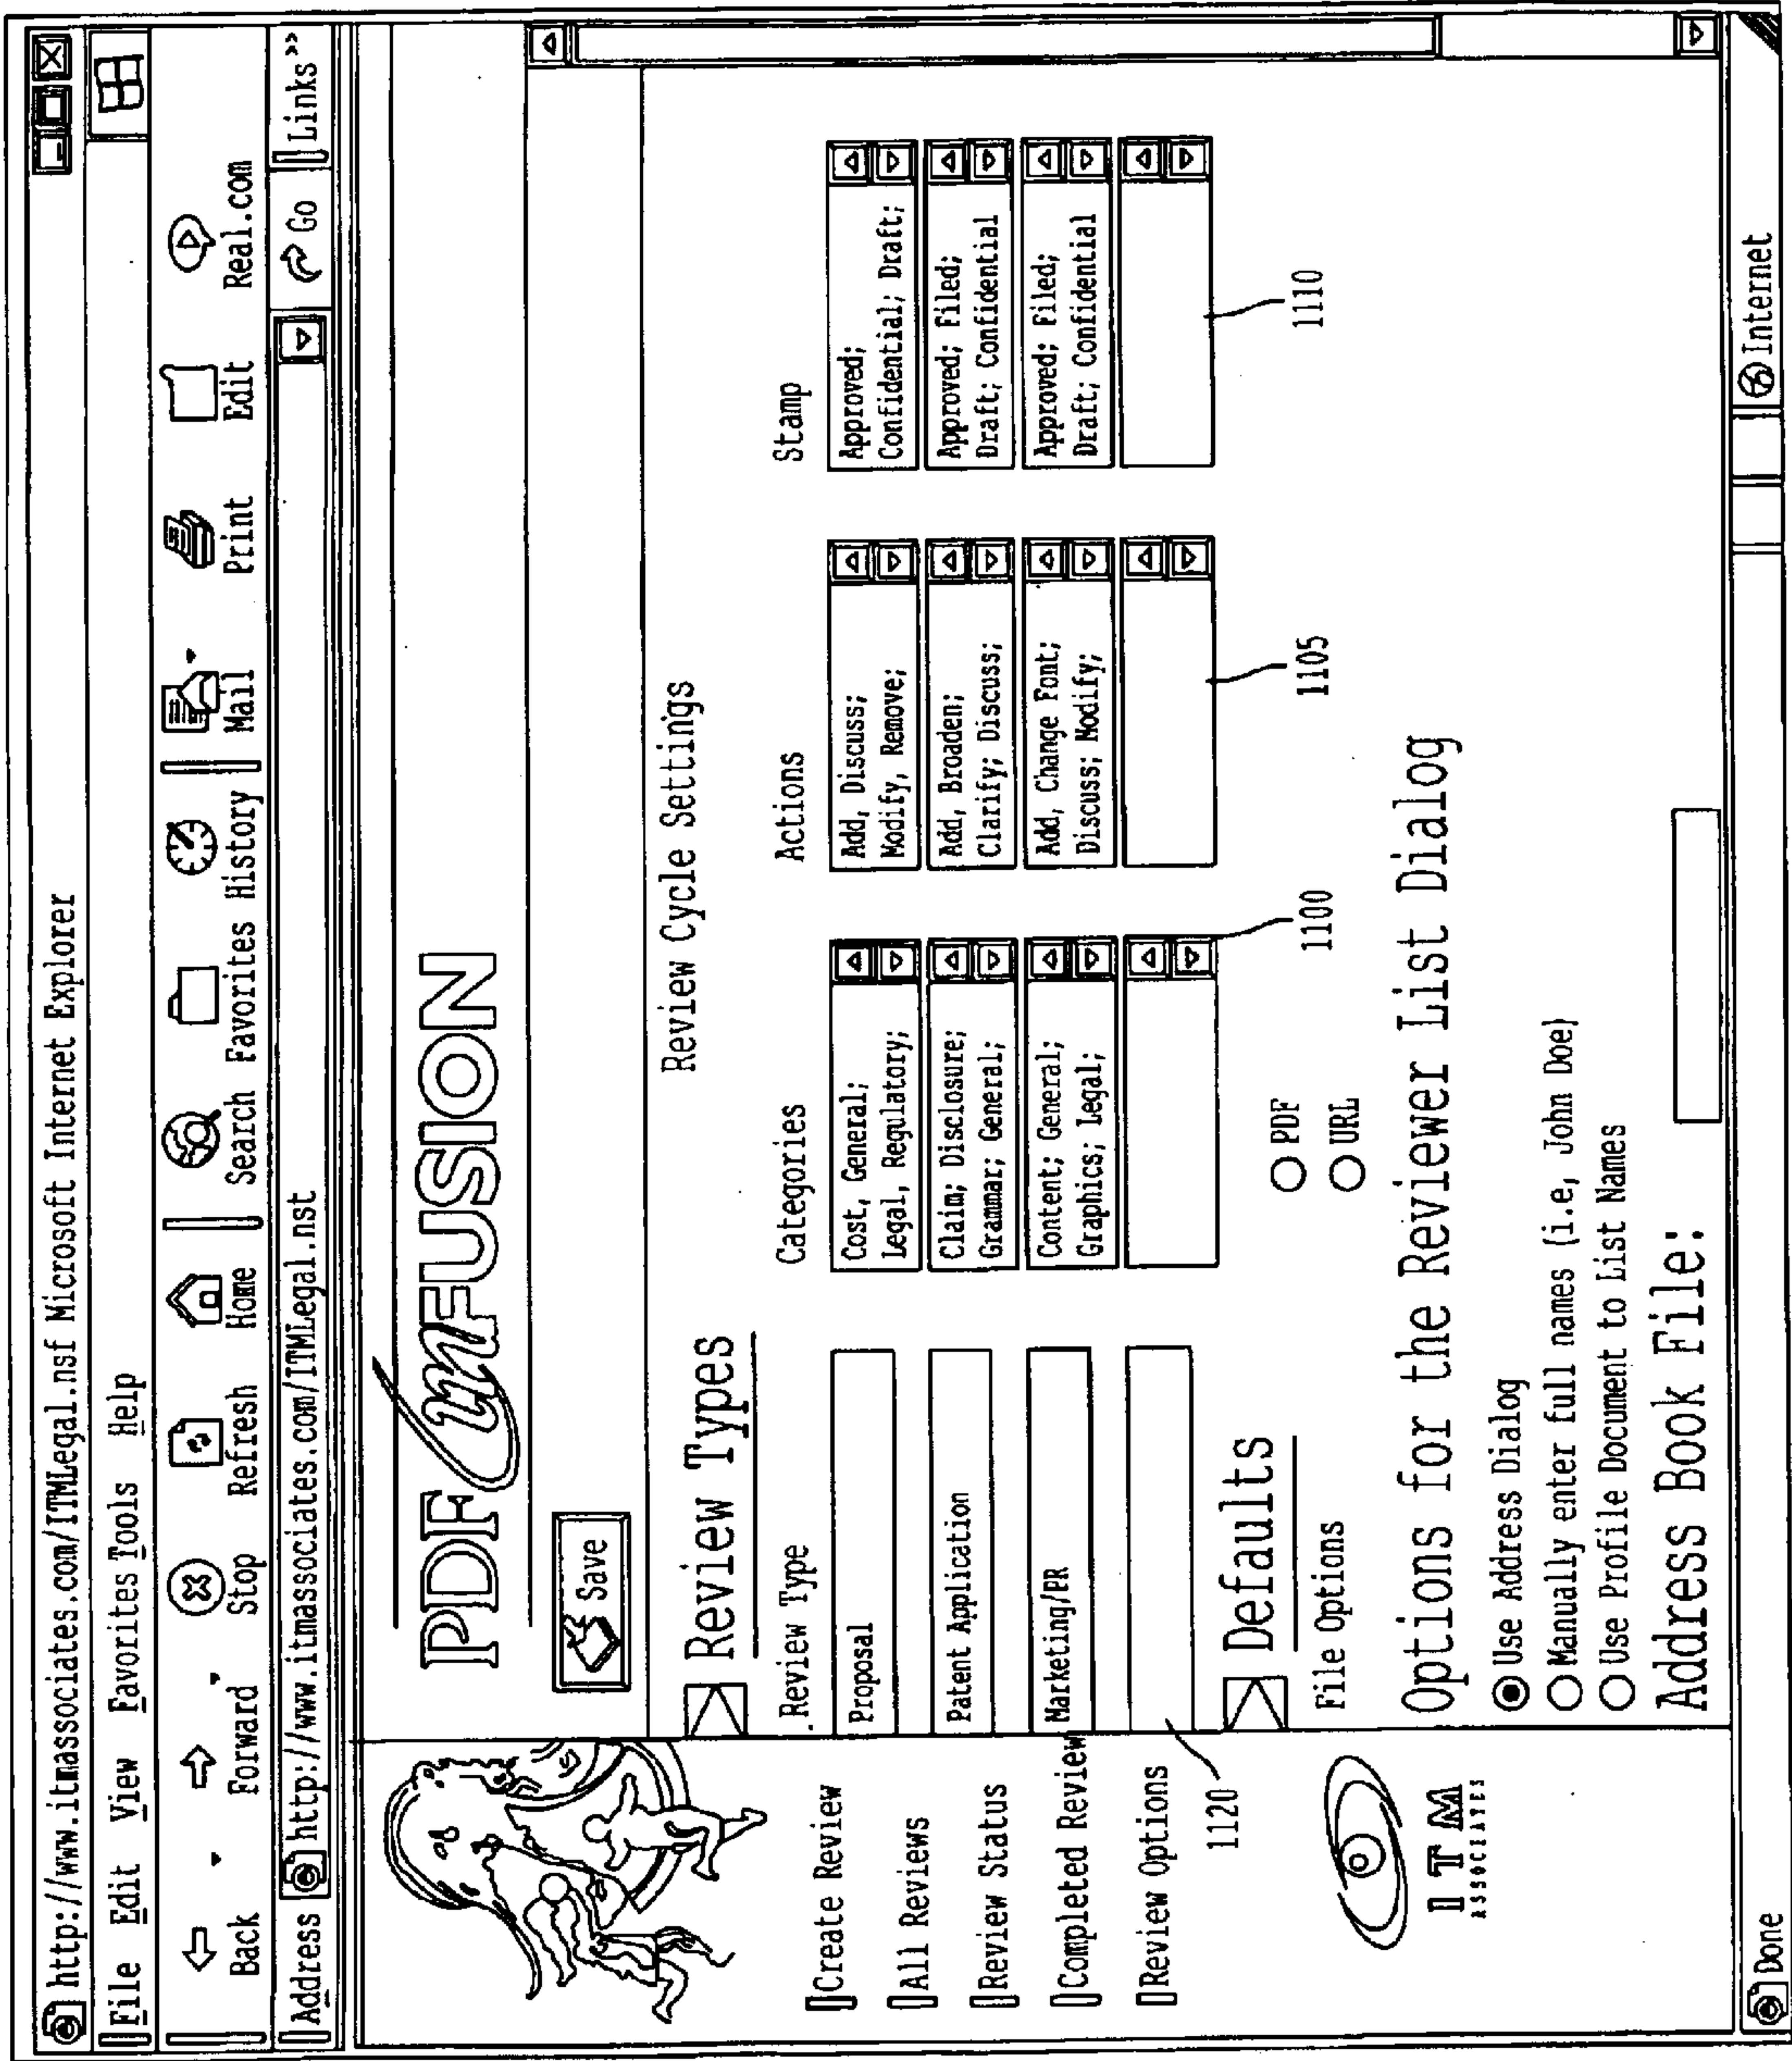 http://www.itmassociates.com/ITMLegal.nsf Microsoft Internet Explorer
File Edit View Favorites Tools Help
Back Forward Stop Refresh Home Search Favorites History Mail Print Edit Real.com
Address http://www.itmassociates.com/ITMLegal.nst Go Links »
PDF inFUSION
Save
Review Cycle Settings
Review Types
Review Type Categories Actions Stamp
Proposal
Cost, General;
Legal, Regulatory;
Add, Discuss;
Modify, Remove;
Approved;
Confidential; Draft;
Patent Application
Claim; Disclosure;
Grammar; General;
Add, Broaden;
Clarify; Discuss;
Approved; Filed;
Draft; Confidential
Marketing/PR
Content; General;
Graphics; Legal;
Add, Change Font;
Discuss; Modify;
Approved; Filed;
Draft; Confidential
1120
1100
1105
1110
Create Review
All Reviews
Review Status
Completed Review
Review Options
ITM
ASSOCIATES
Defaults
File Options
PDF
URL
Options for the Reviewer List Dialog
Use Address Dialog
Manually enter full names (i.e, John Doe)
Use Profile Document to List Names
Address Book File:
Done
Internet